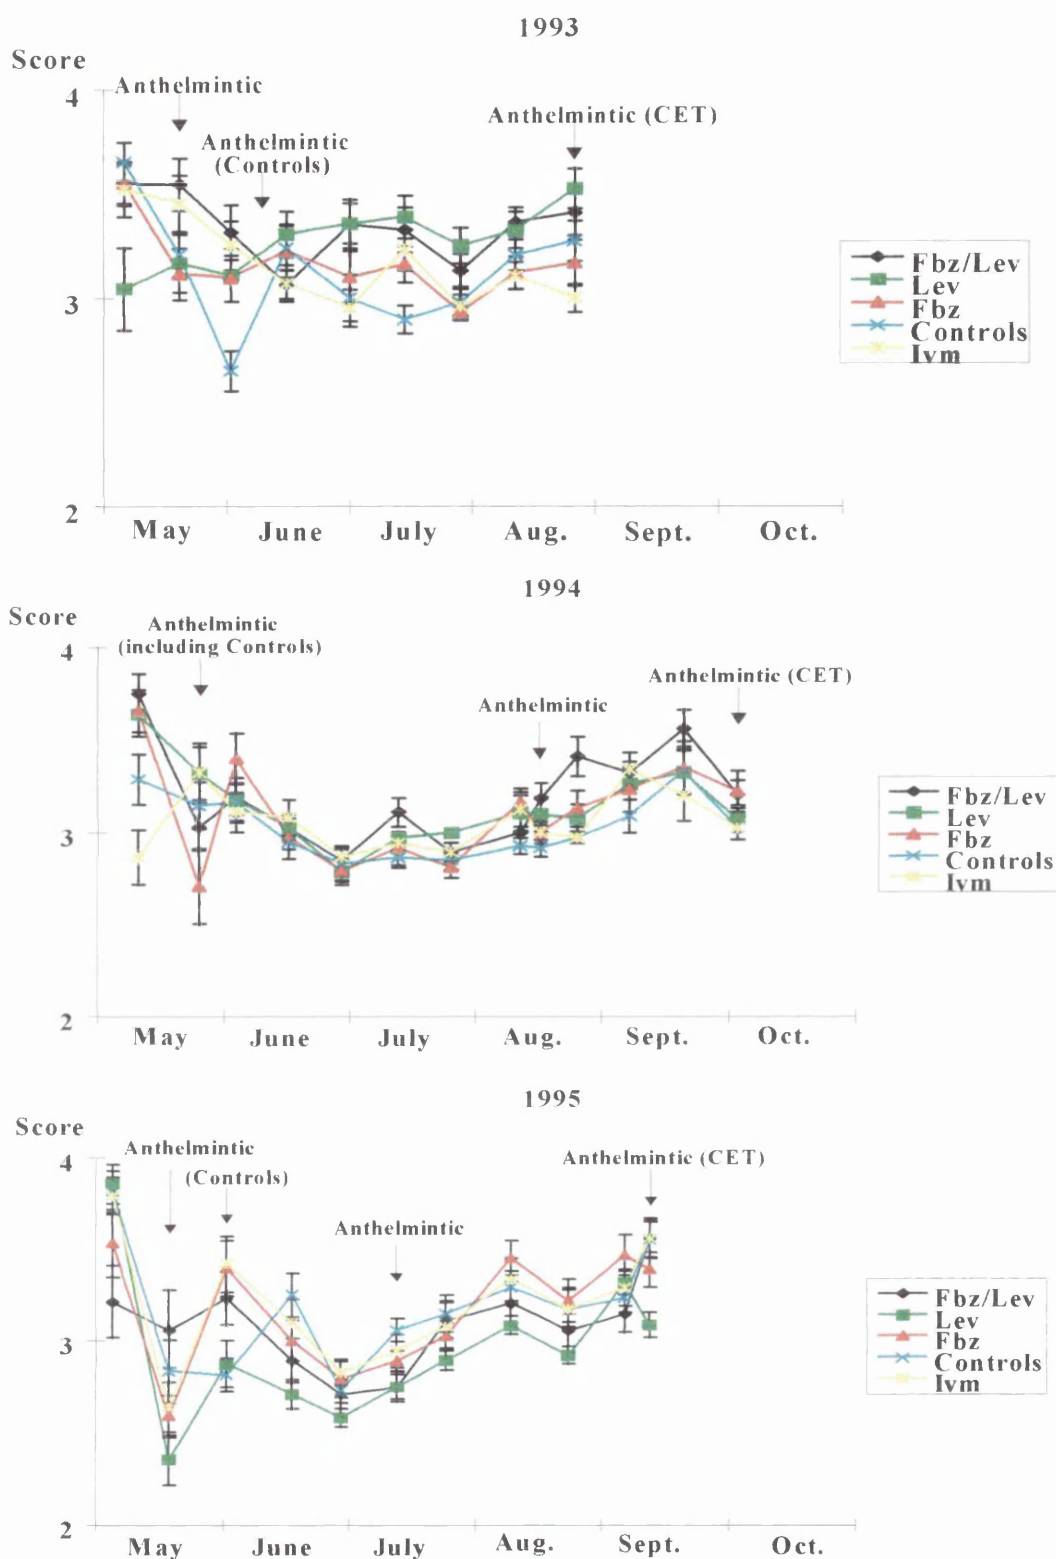 1993
Score
4
Anthelmintic
Anthelmintic
(Controls)
Anthelmintic (CET)
3
2
May June July Aug. Sept. Oct.
Fbz/Lev
Lev
Fbz
Controls
Ivm
1994
Score
4
Anthelmintic
(including Controls)
Anthelmintic
Anthelmintic (CET)
3
2
May June July Aug. Sept. Oct.
Fbz/Lev
Lev
Fbz
Controls
Ivm
1995
Score
4
Anthelmintic
(Controls)
Anthelmintic
Anthelmintic (CET)
3
2
May June July Aug. Sept. Oct.
Fbz/Lev
Lev
Fbz
Controls
Ivm